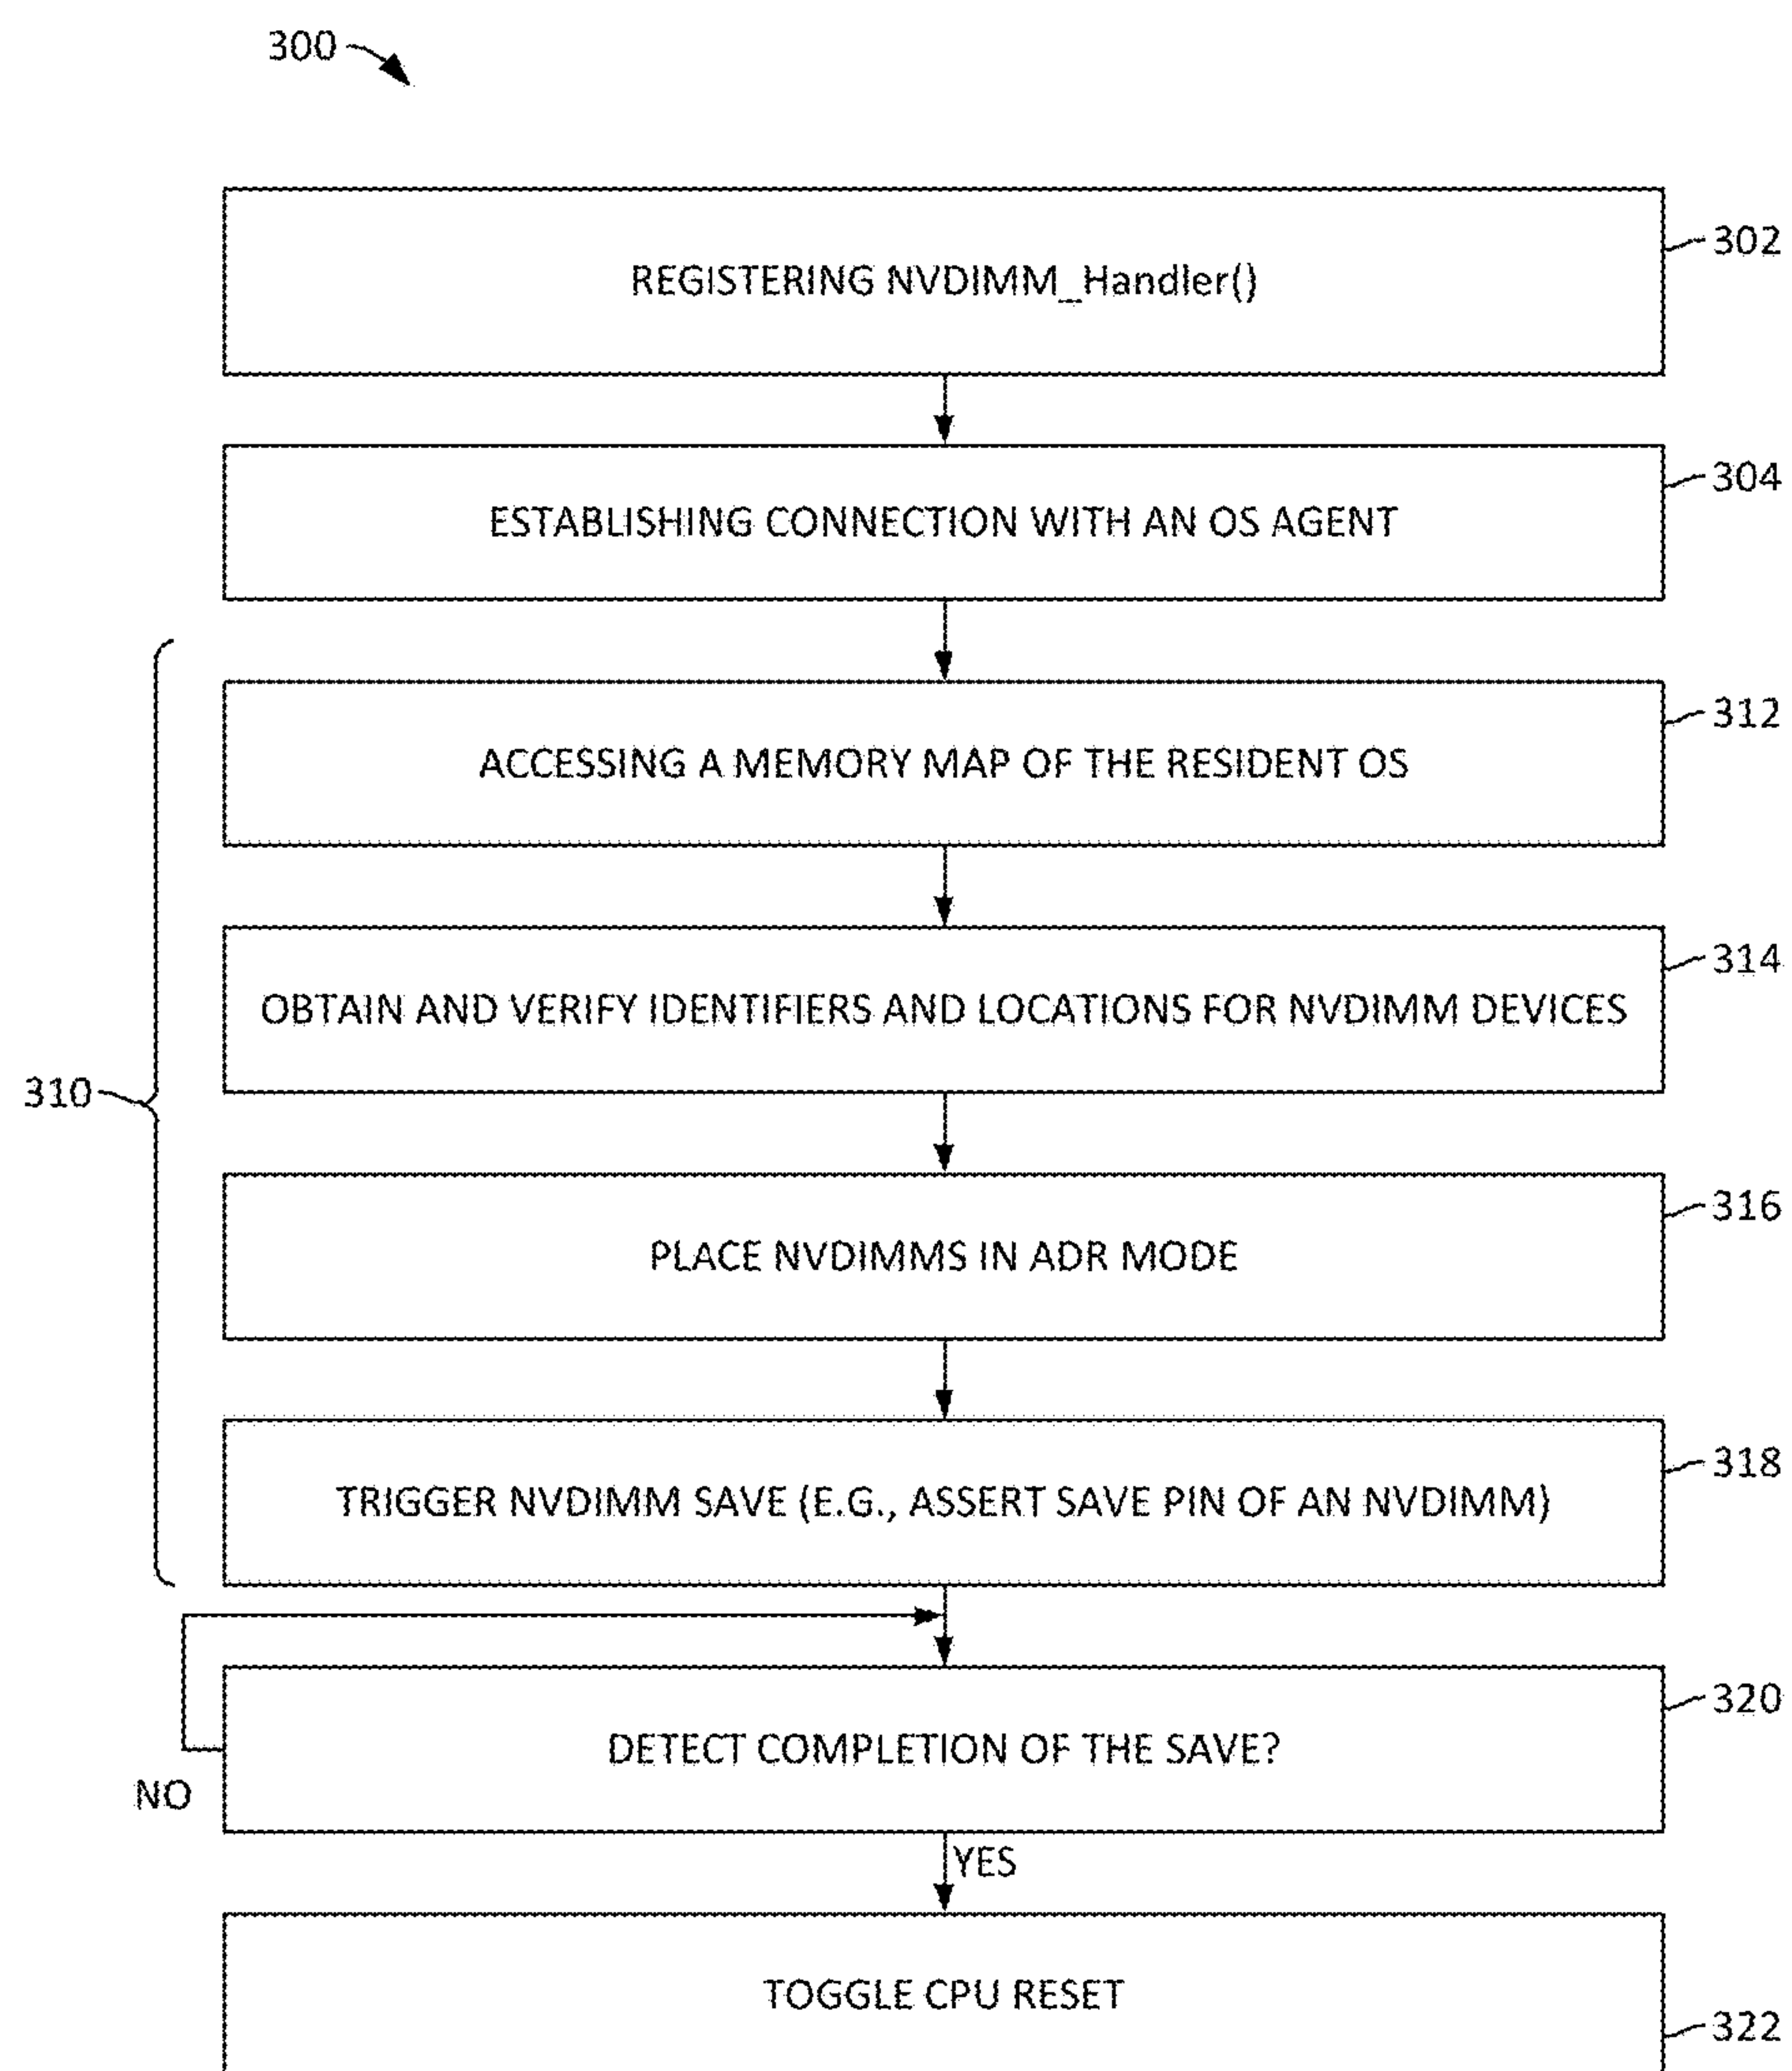 300
REGISTERING NVDIMM_Handler()
302
ESTABLISHING CONNECTION WITH AN OS AGENT
304
ACCESSING A MEMORY MAP OF THE RESIDENT OS
312
OBTAIN AND VERIFY IDENTIFIERS AND LOCATIONS FOR NVDIMM DEVICES
314
310
PLACE NVDIMMS IN ADR MODE
316
TRIGGER NVDIMM SAVE (E.G., ASSERT SAVE PIN OF AN NVDIMM)
318
DETECT COMPLETION OF THE SAVE?
320
NO
YES
TOGGLE CPU RESET
322